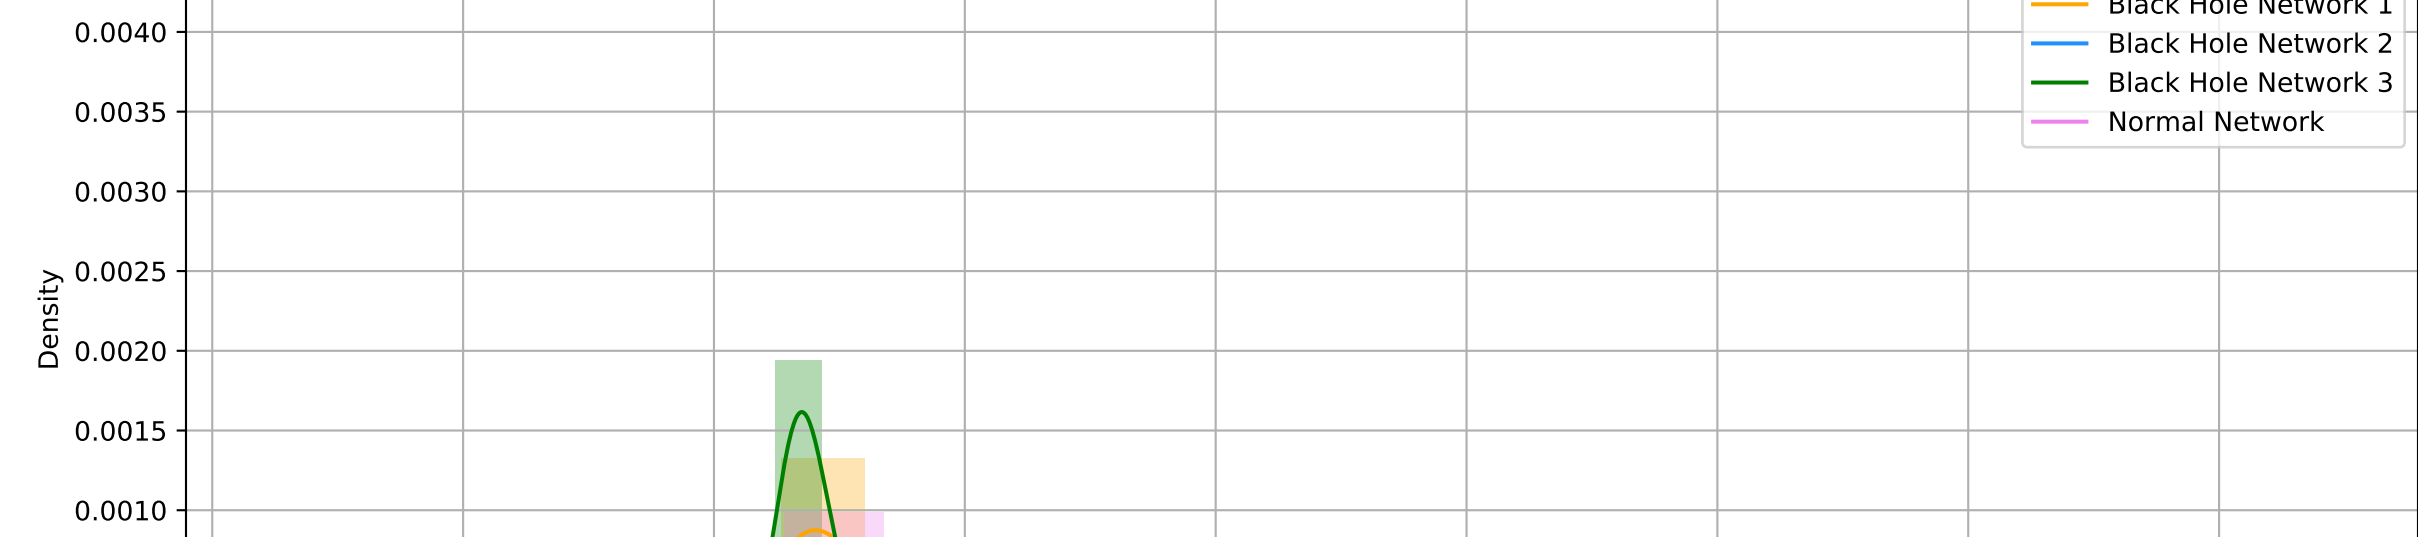 Black Hole Network 1
Black Hole Network 2
Black Hole Network 3
Normal Network
0.0040
0.0035
0.0030
0.0025
0.0020
0.0015
0.0010
Density